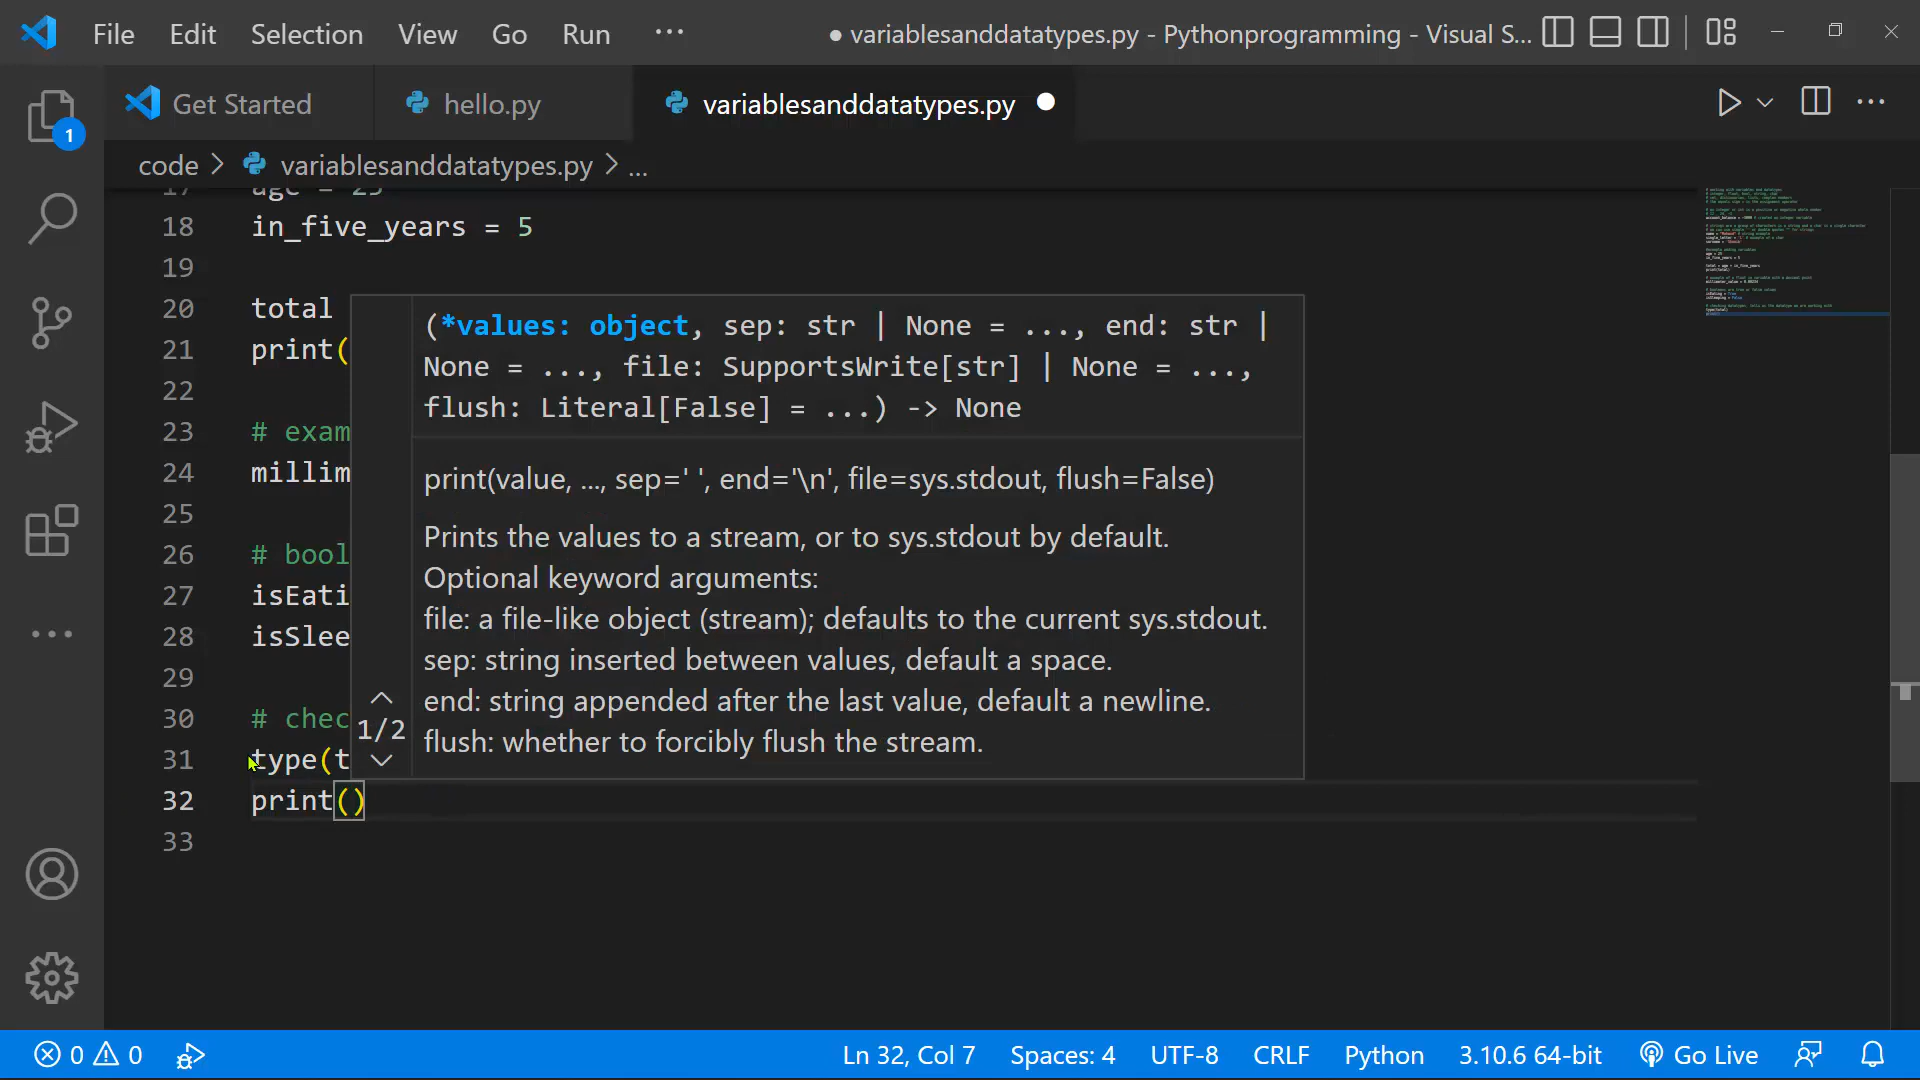 File Edit Selection View Go Run ...
● variablesanddatatypes.py - Pythonprogramming - Visual S...
Get Started
hello.py
variablesanddatatypes.py
1
code > variablesanddatatypes.py > ...
17 age = 25
18 in_five_years = 5
19
20 total
21 print(
22
23 # exam
24 millim
25
26 # bool
27 isEati
28 isSlee
29
30 # chec
31 type(t
32 print()
33
(*values: object, sep: str | None = ..., end: str |
None = ..., file: SupportsWrite[str] | None = ...,
flush: Literal[False] = ...) -> None
print(value, ..., sep=' ', end='\n', file=sys.stdout, flush=False)
Prints the values to a stream, or to sys.stdout by default.
Optional keyword arguments:
file: a file-like object (stream); defaults to the current sys.stdout.
sep: string inserted between values, default a space.
end: string appended after the last value, default a newline.
flush: whether to forcibly flush the stream.
1/2
0 0
Ln 32, Col 7 Spaces: 4 UTF-8 CRLF Python 3.10.6 64-bit Go Live